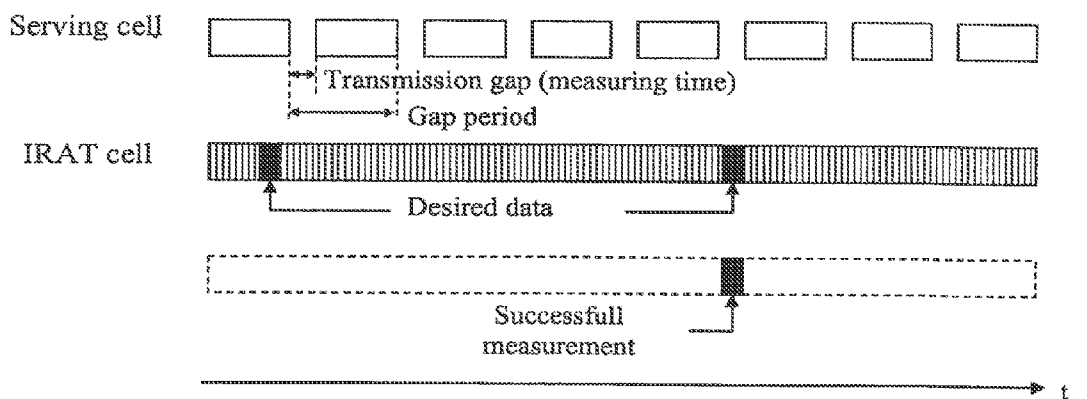 Serving cell
Transmission gap (measuring time)
Gap period
IRAT cell
Desired data
Successfull
measurement
t